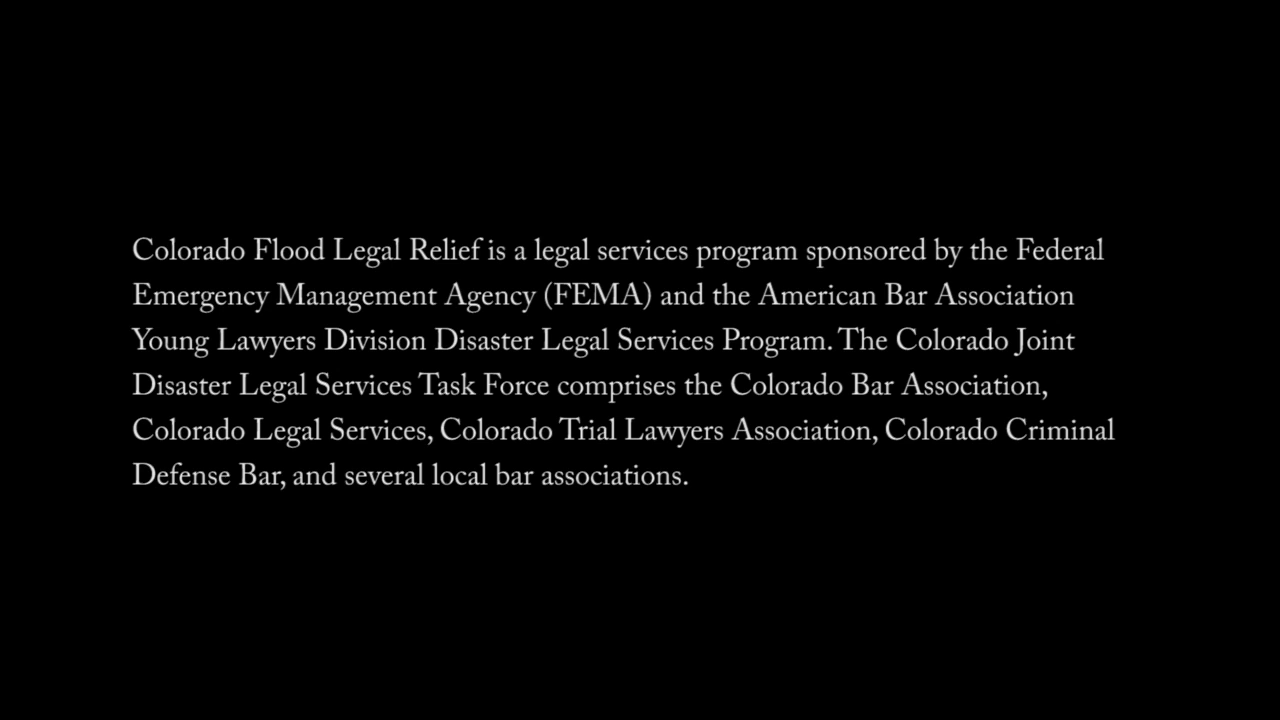 Colorado Flood Legal Relief is a legal services program sponsored by the Federal
Emergency Management Agency (FEMA) and the American Bar Association
Young Lawyers Division Disaster Legal Services Program. The Colorado Joint
Disaster Legal Services Task Force comprises the Colorado Bar Association,
Colorado Legal Services, Colorado Trial Lawyers Association, Colorado Criminal
Defense Bar, and several local bar associations.